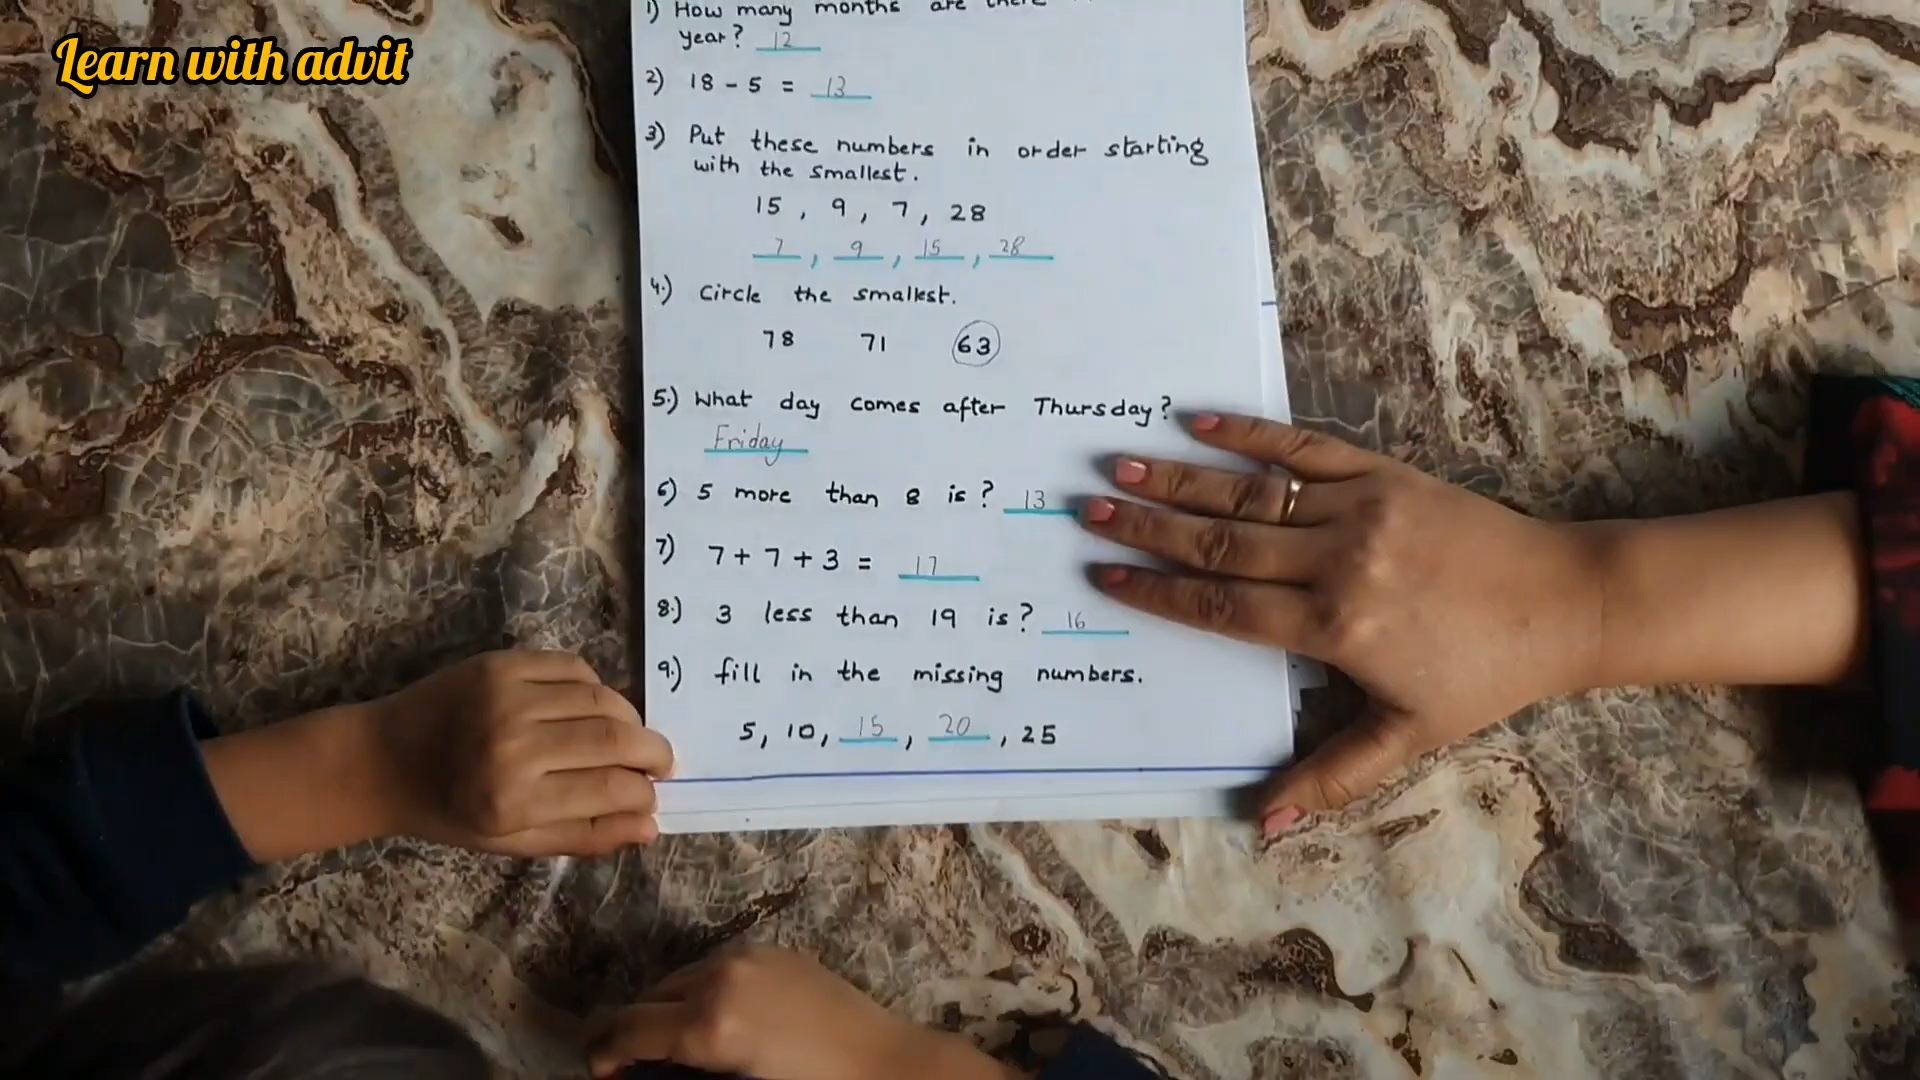 Learn with advit
1) How many months are there
year? 12
2) 18 - 5 = 13
3) Put these numbers in order starting
with the smallest.
15, 9, 7, 28
7, 9, 15, 28
4.) Circle the smallest.
78 71 63
5.) What day comes after Thursday?
Friday
6) 5 more than 8 is? 13
7) 7 + 7 + 3 = 17
8.) 3 less than 19 is? 16
9.) fill in the missing numbers.
5, 10, 15, 20, 25